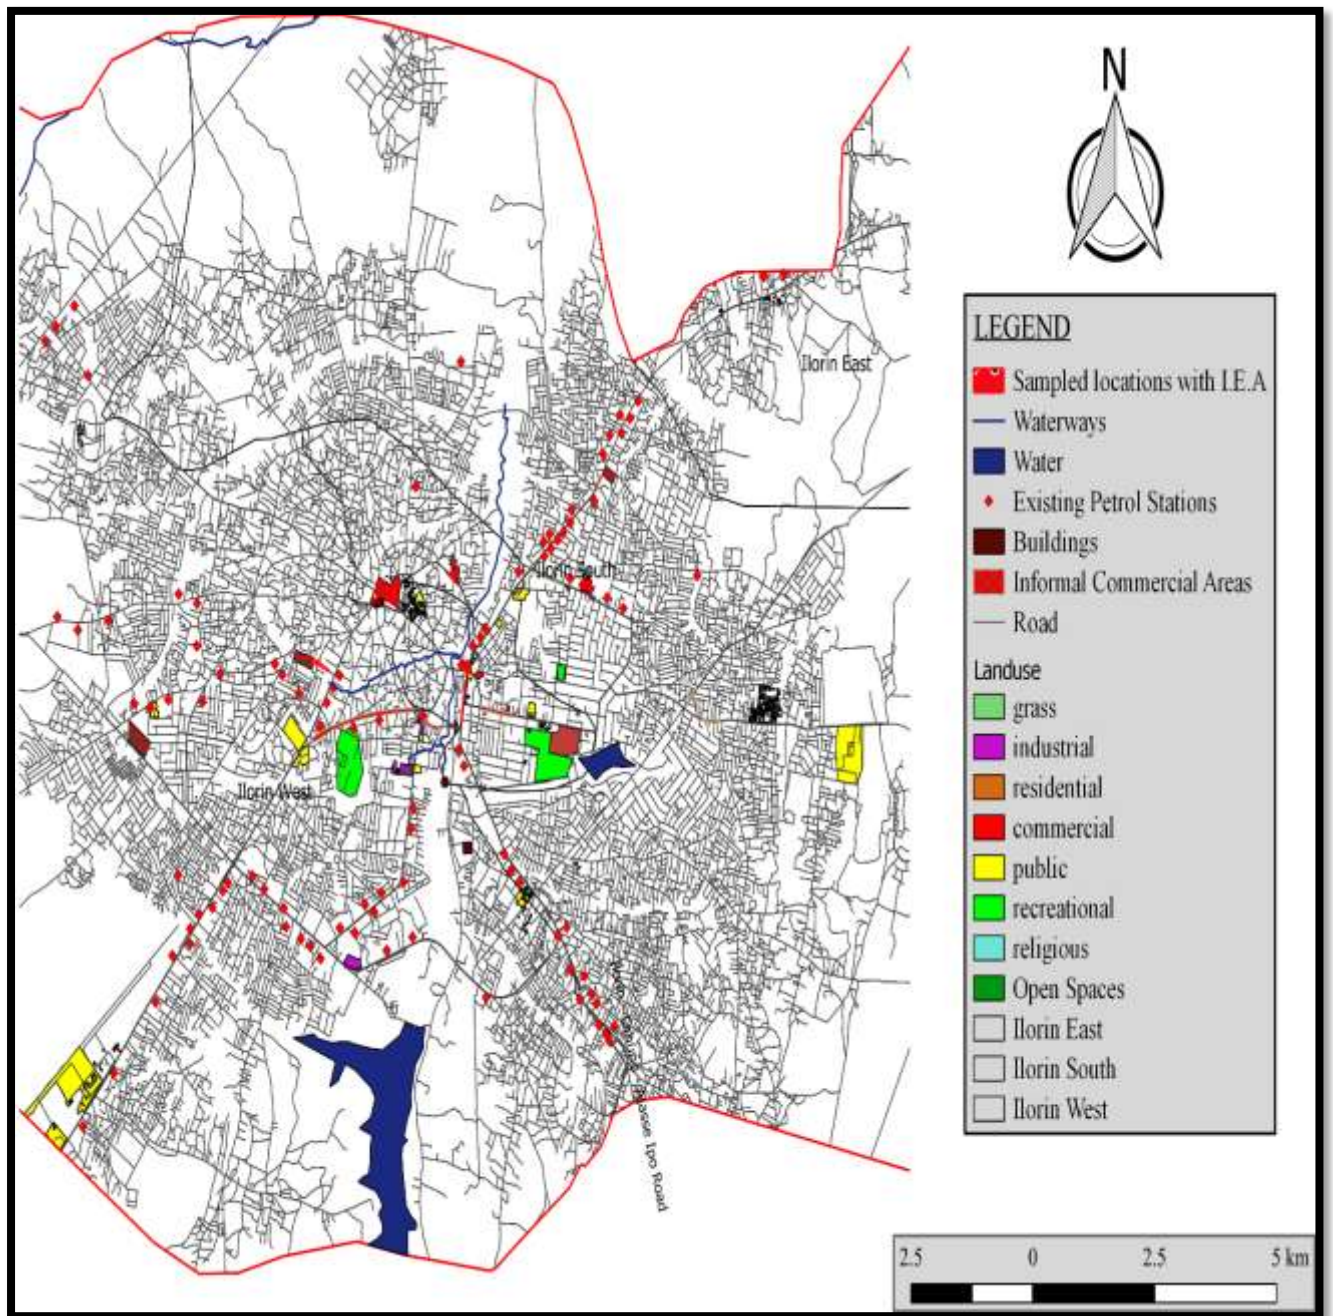 N
Ilorin East
Ilorin South
Ilorin West
Ipo Road
LEGEND
Sampled locations with I.E.A
Waterways
Water
Existing Petrol Stations
Buildings
Informal Commercial Areas
Road
Landuse
grass
industrial
residential
commercial
public
recreational
religious
Open Spaces
Ilorin East
Ilorin South
Ilorin West
2.5 0 2.5 5 km